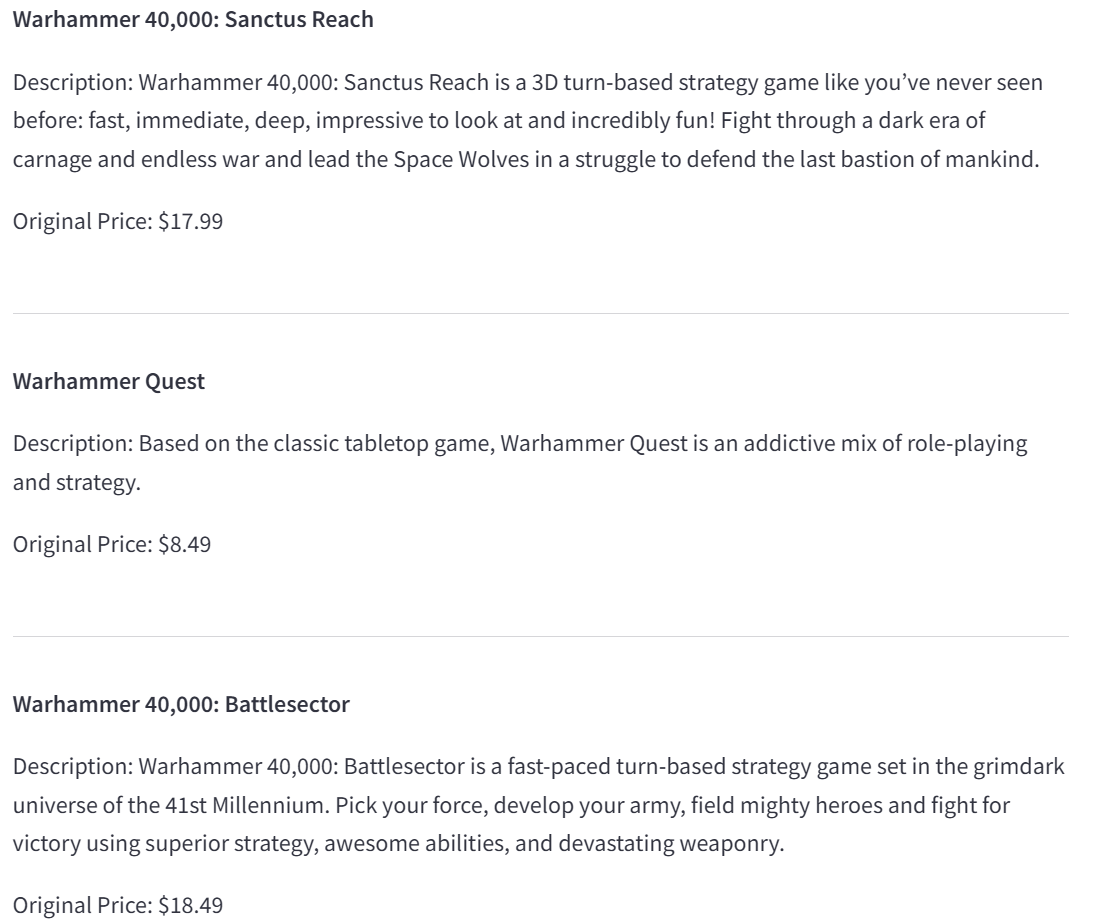 Warhammer 40,000: Sanctus Reach
Description: Warhammer 40,000: Sanctus Reach is a 3D turn-based strategy game like you’ve never seen
before: fast, immediate, deep, impressive to look at and incredibly fun! Fight through a dark era of
carnage and endless war and lead the Space Wolves in a struggle to defend the last bastion of mankind.
Original Price: $17.99
Warhammer Quest
Description: Based on the classic tabletop game, Warhammer Quest is an addictive mix of role-playing
and strategy.
Original Price: $8.49
Warhammer 40,000: Battlesector
Description: Warhammer 40,000: Battlesector is a fast-paced turn-based strategy game set in the grimdark
universe of the 41st Millennium. Pick your force, develop your army, field mighty heroes and fight for
victory using superior strategy, awesome abilities, and devastating weaponry.
Original Price: $18.49